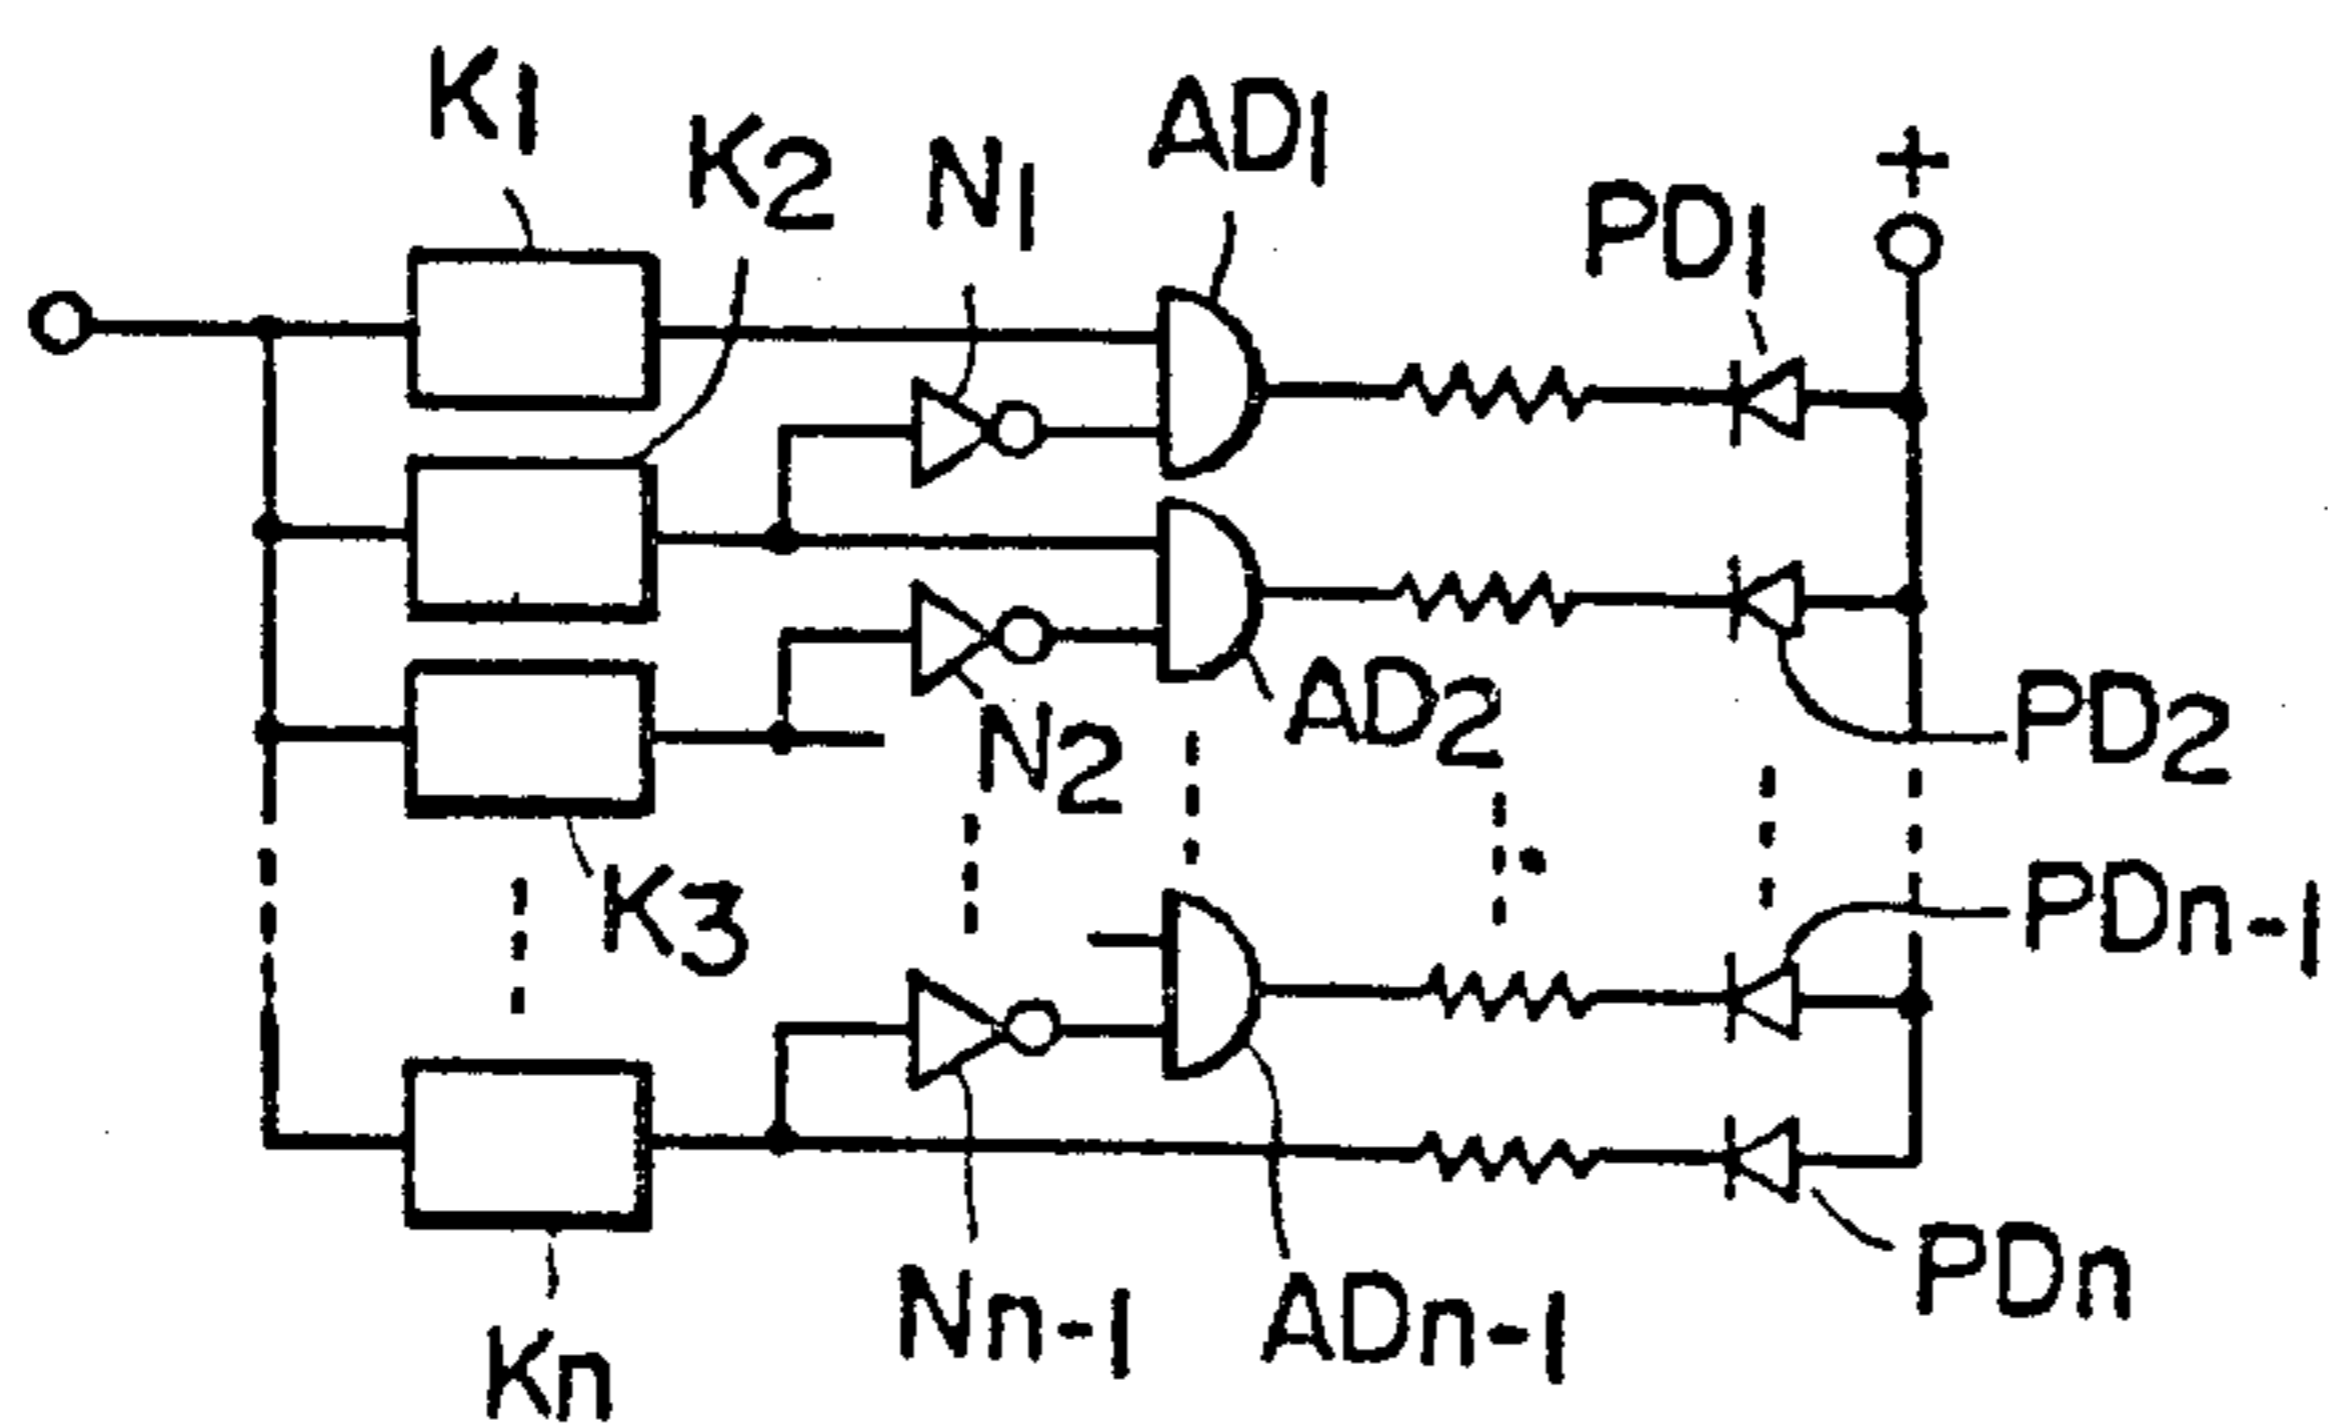 K1
K2
N1
AD1
PD1
+
N2
AD2
PD2
K3
PDn-1
Kn
Nn-1
ADn-1
PDn